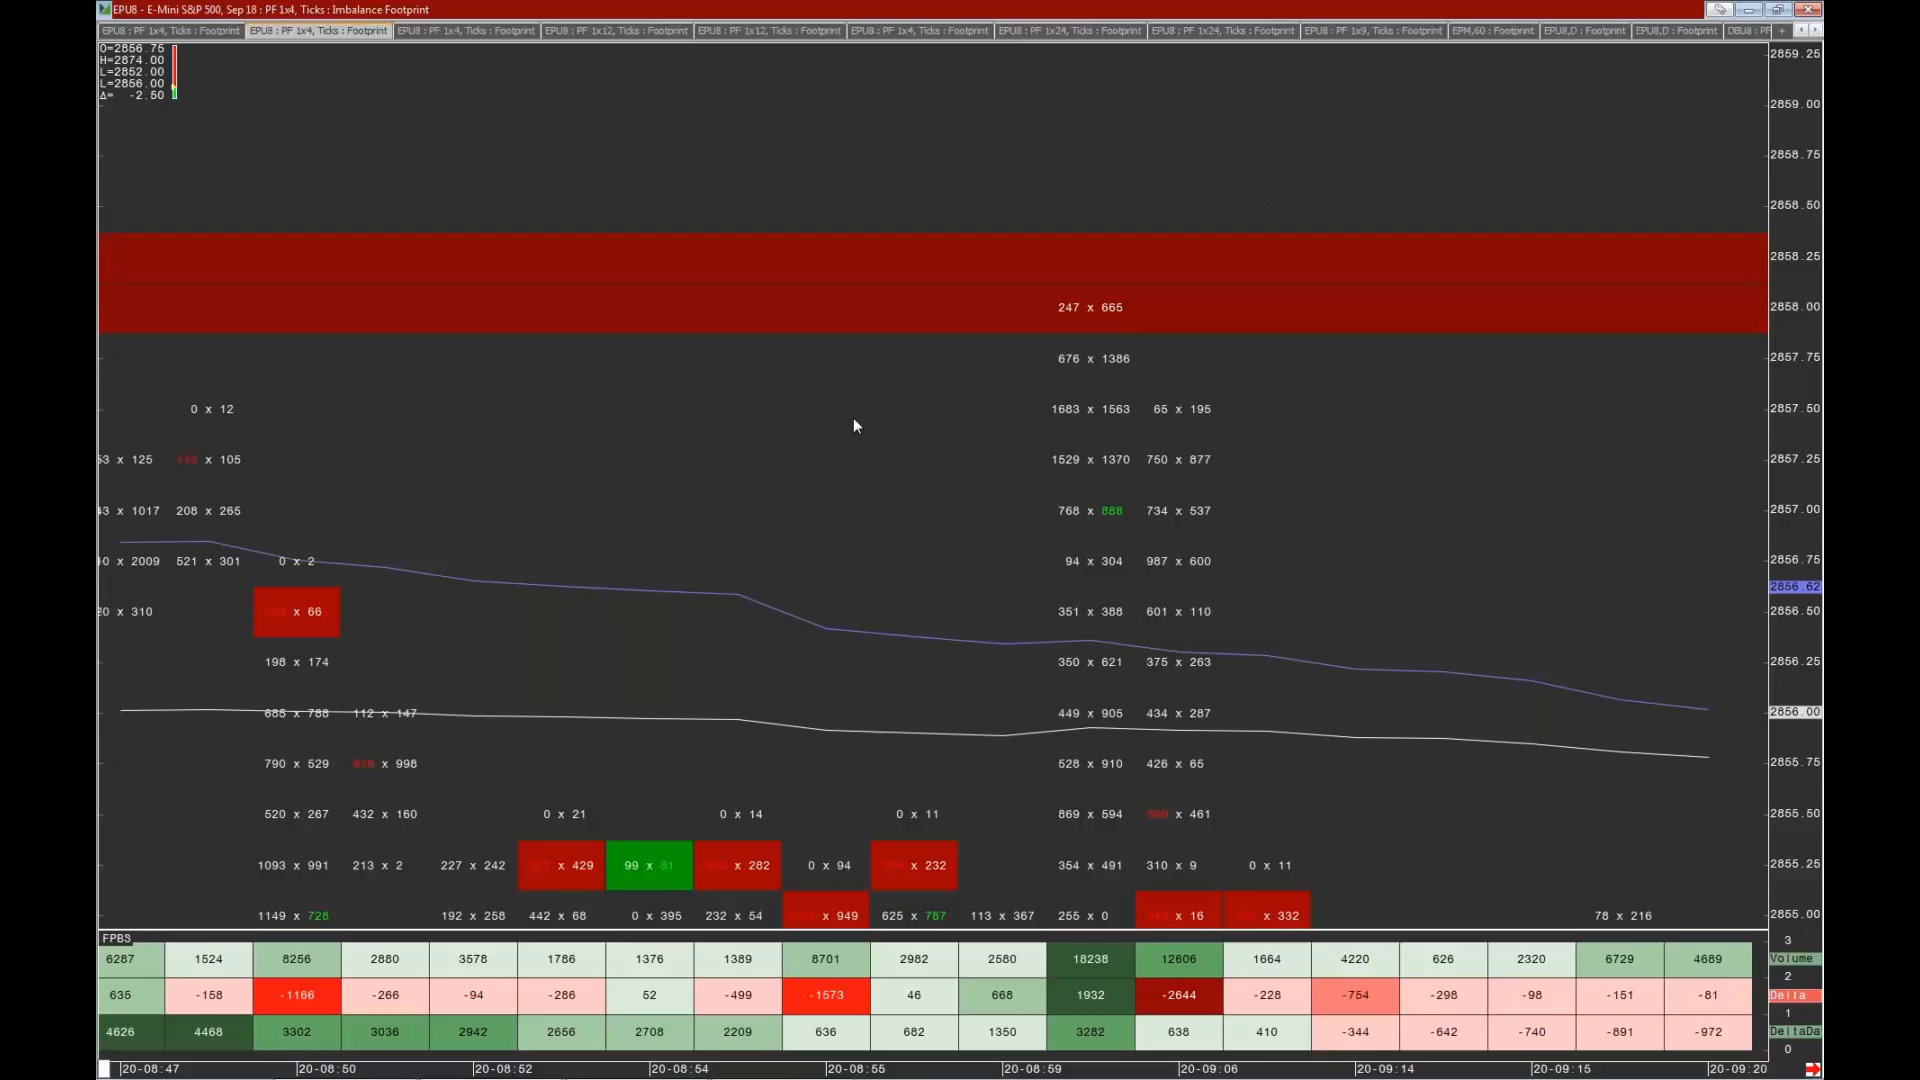 EPU8 - E-Mini S&P 500, Sep 18 : PF 1x4, Ticks : Imbalance Footprint
EPU8 : PF 1x4, Ticks : Footprint EPU8 : PF 1x4, Ticks : Footprint EPU8 : PF 1x4, Ticks : Footprint EPU8 : PF 1x12, Ticks : Footprint EPU8 : PF 1x12, Ticks : Footprint EPU8 : PF 1x4, Ticks : Footprint EPU8 : PF 1x24, Ticks : Footprint EPU8 : PF 1x24, Ticks : Footprint EPU8 : PF 1x9, Ticks : Footprint EPM,60 : Footprint EPU8,D : Footprint EPU8,D : Footprint DBU8 : PF +
O=2856.75
H=2874.00
L=2852.00
L=2856.00
Δ= -2.50
2859.25
2859.00
2858.75
2858.50
2858.25
247 x 665 2858.00
676 x 1386 2857.75
0 x 12 1683 x 1563 65 x 195 2857.50
53 x 125 x 105 1529 x 1370 750 x 877 2857.25
43 x 1017 208 x 265 768 x 888 734 x 537 2857.00
x 2009 521 x 301 0 x 2 94 x 304 987 x 600 2856.75
2856.62
20 x 310 x 66 351 x 388 601 x 110 2856.50
198 x 174 350 x 621 375 x 263 2856.25
685 x 788 112 x 147 449 x 905 434 x 287 2856.00
790 x 529 x 998 528 x 910 426 x 65 2855.75
520 x 267 432 x 160 0 x 21 0 x 14 0 x 11 869 x 594 x 461 2855.50
1093 x 991 213 x 2 227 x 242 x 429 99 x 81 x 282 0 x 94 x 232 354 x 491 310 x 9 0 x 11 2855.25
1149 x 728 192 x 258 442 x 68 0 x 395 232 x 54 x 949 625 x 787 113 x 367 255 x 0 x 16 x 332 78 x 216 2855.00
FPBS 3
6287 1524 8256 2880 3578 1786 1376 1389 8701 2982 2580 18238 12606 1664 4220 626 2320 6729 4689 Volume
2
635 -158 -1166 -266 -94 -286 52 -499 -1573 46 668 1932 -2644 -228 -754 -298 -98 -151 -81 Delta
1
4626 4468 3302 3036 2942 2656 2708 2209 636 682 1350 3282 638 410 -344 -642 -740 -891 -972 DeltaDa
0
20-08:47 20-08:50 20-08:52 20-08:54 20-08:55 20-08:59 20-09:06 20-09:14 20-09:15 20-09:20